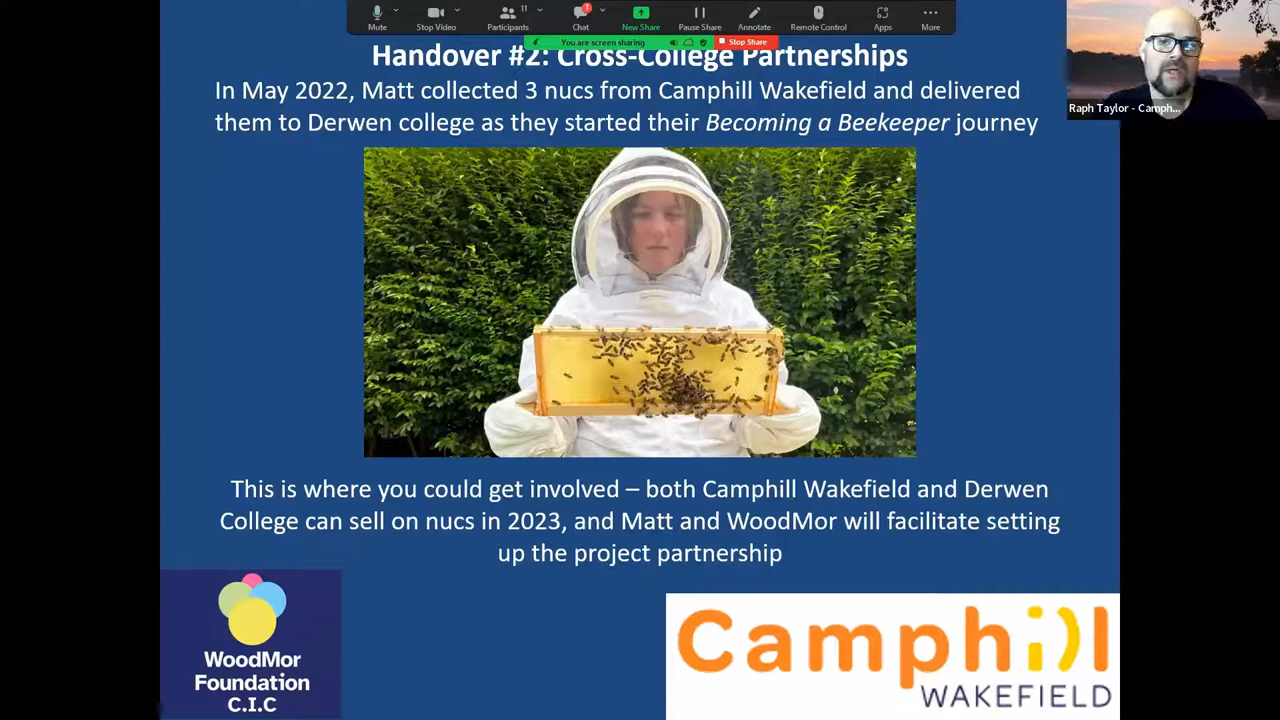 11
1
Mute
Stop Video
Participants
Chat
New Share
Pause Share
Annotate
Remote Control
Apps
More
You are screen sharing
Stop Share
Handover #2: Cross-College Partnerships
In May 2022, Matt collected 3 nucs from Camphill Wakefield and delivered
them to Derwen college as they started their Becoming a Beekeeper journey
Raph Taylor - Camph...
This is where you could get involved – both Camphill Wakefield and Derwen
College can sell on nucs in 2023, and Matt and WoodMor will facilitate setting
up the project partnership
WoodMor
Foundation
C.I.C
Camphill
WAKEFIELD